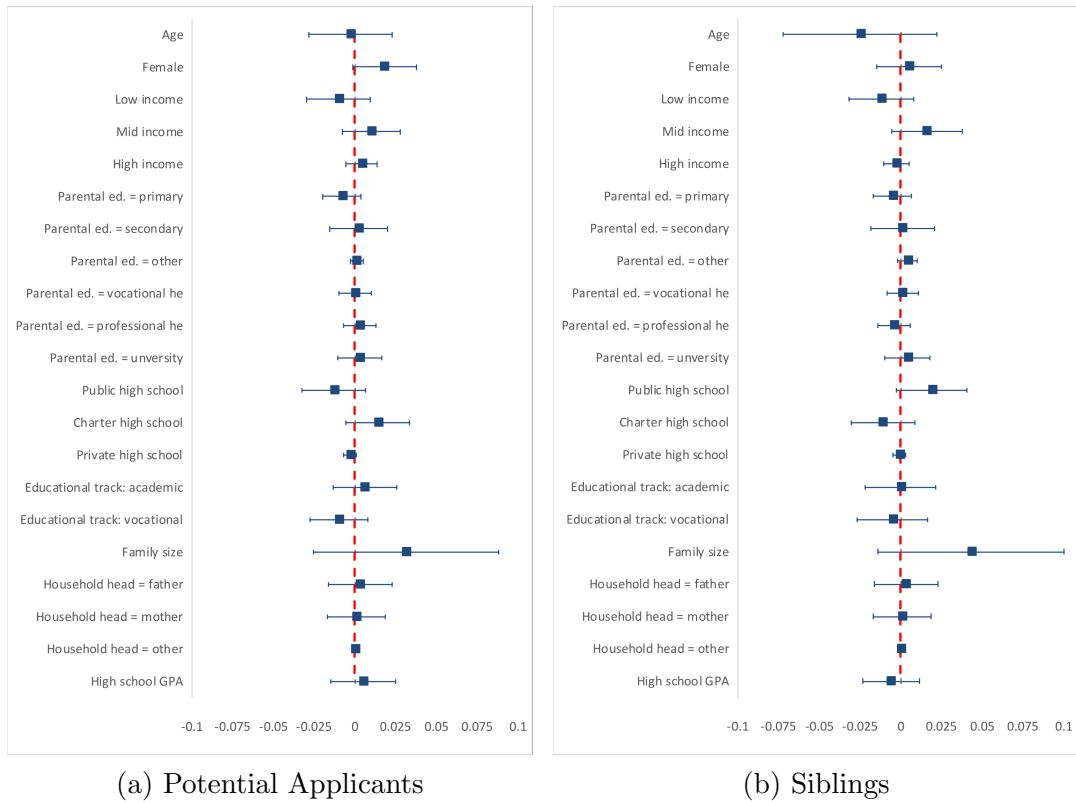 Age
Female
Low income
Mid income
High income
Parental ed. = primary
Parental ed. = secondary
Parental ed. = other
Parental ed. = vocational he
Parental ed. = professional he
Parental ed. = unversity
Public high school
Charter high school
Private high school
Educational track: academic
Educational track: vocational
Family size
Household head = father
Household head = mother
Household head = other
High school GPA
-0.1 -0.075 -0.05 -0.025 0 0.025 0.05 0.075 0.1
(a) Potential Applicants
Age
Female
Low income
Mid income
High income
Parental ed. = primary
Parental ed. = secondary
Parental ed. = other
Parental ed. = vocational he
Parental ed. = professional he
Parental ed. = unversity
Public high school
Charter high school
Private high school
Educational track: academic
Educational track: vocational
Family size
Household head = father
Household head = mother
Household head = other
High school GPA
-0.1 -0.075 -0.05 -0.025 0 0.025 0.05 0.075 0.1
(b) Siblings